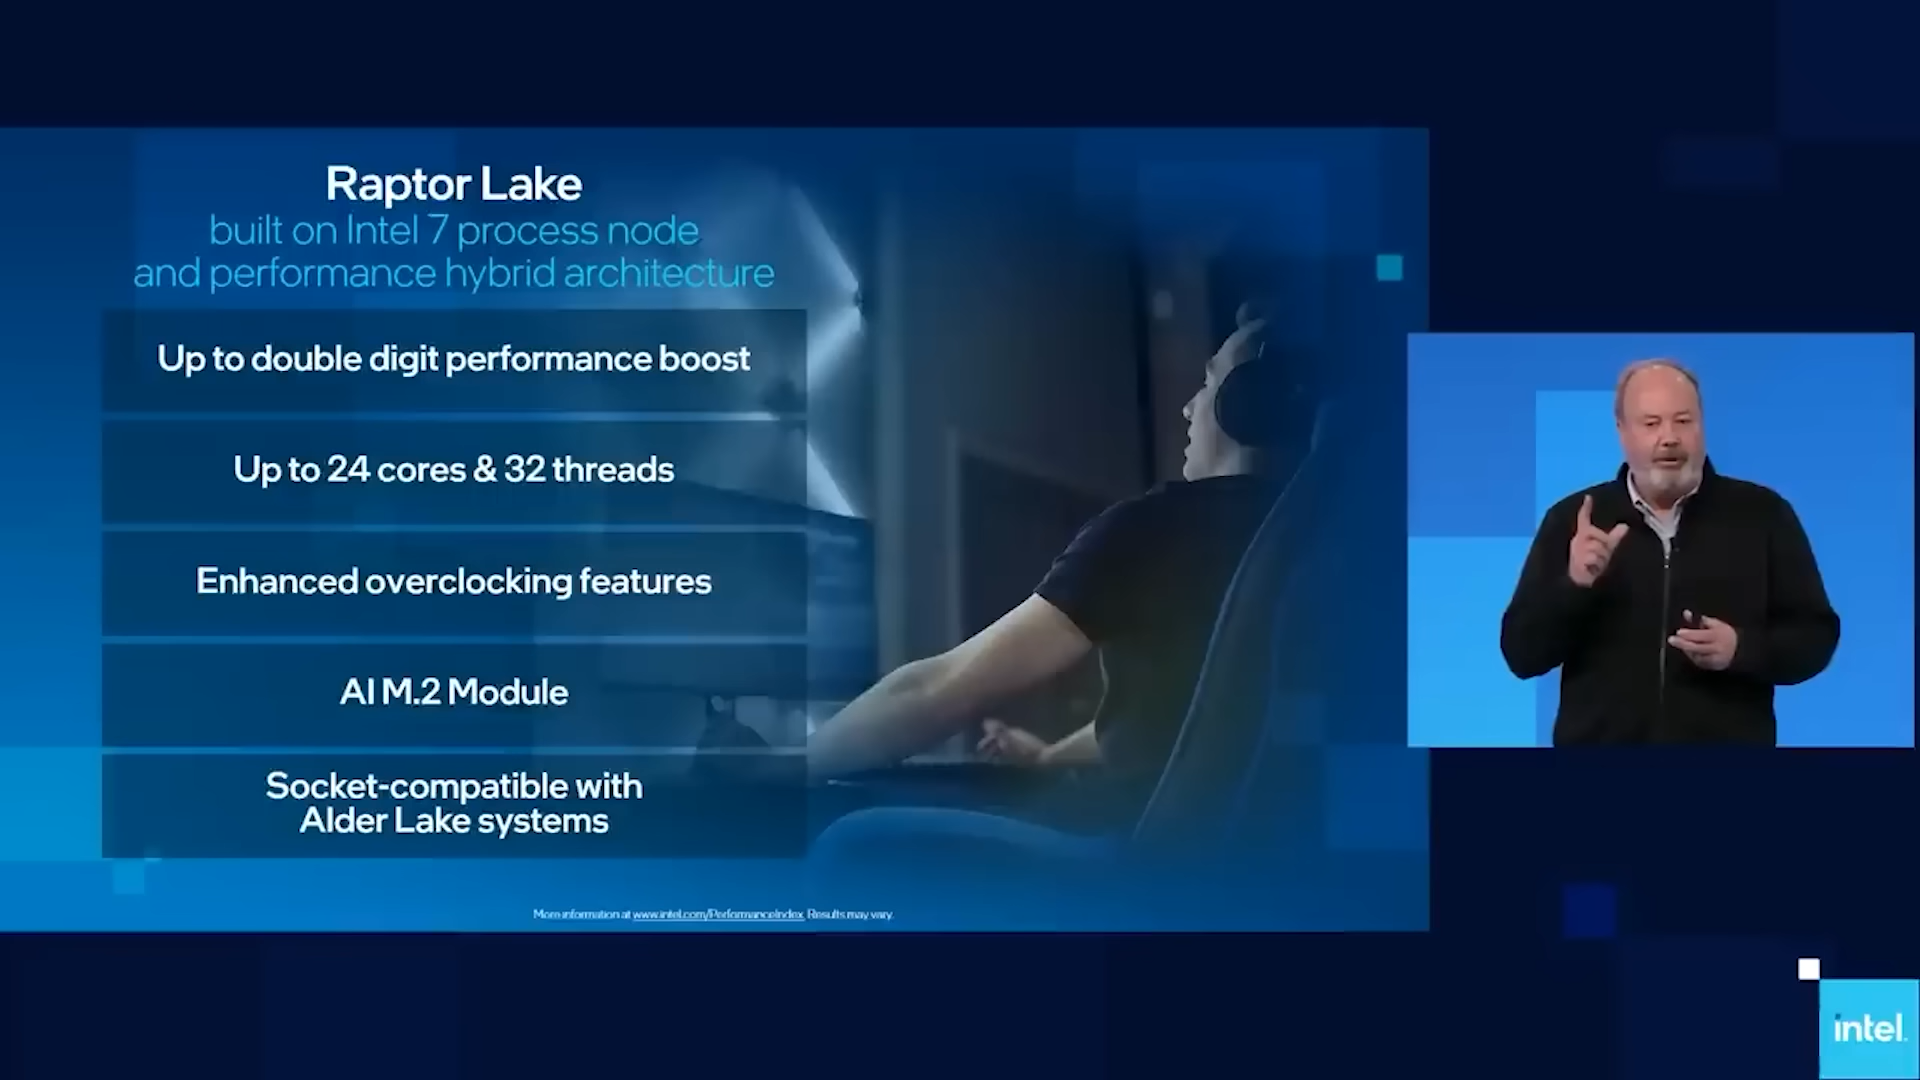 Raptor Lake
built on Intel 7 process node
and performance hybrid architecture
Up to double digit performance boost
Up to 24 cores & 32 threads
Enhanced overclocking features
AI M.2 Module
Socket-compatible with
Alder Lake systems
More information at www.intel.com/PerformanceIndex. Results may vary.
intel.